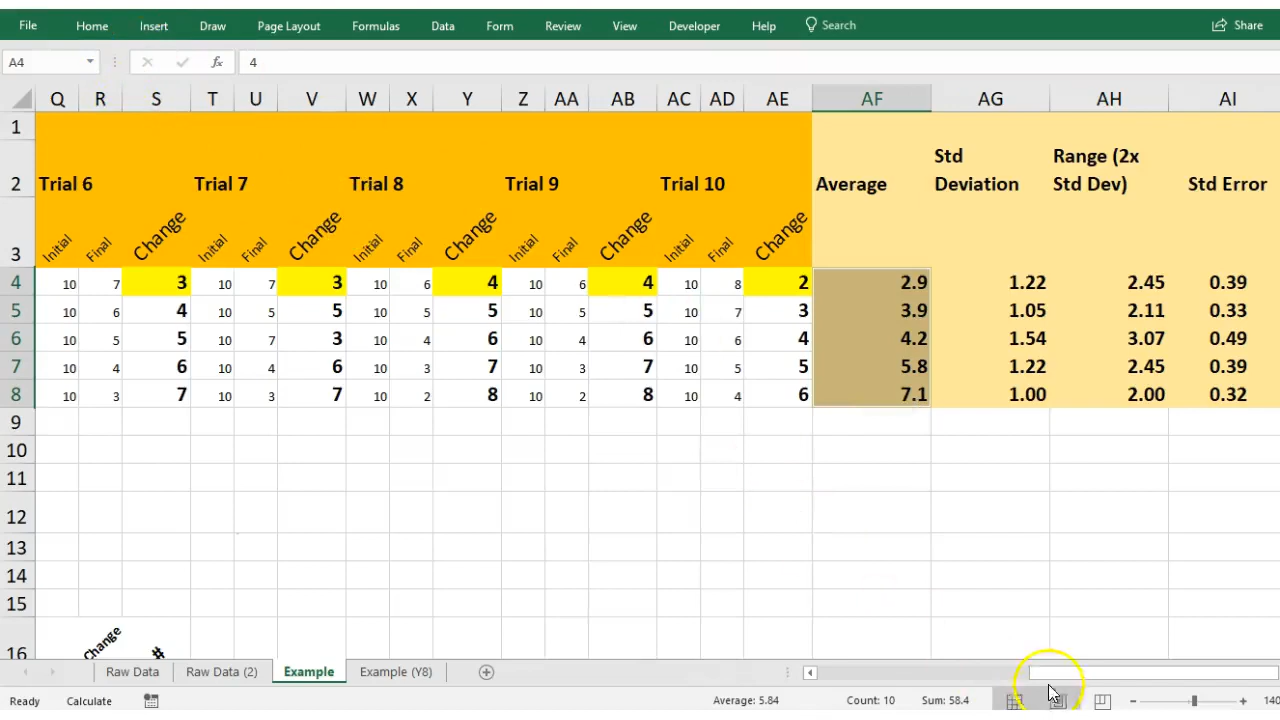 File Home Insert Draw Page Layout Formulas Data Form Review View Developer Help Search Share
A4 fx 4
Q R S T U V W X Y Z AA AB AC AD AE AF AG AH AI
1
Std Range (2x
2 Trial 6 Trial 7 Trial 8 Trial 9 Trial 10 Average Deviation Std Dev) Std Error
3 Initial Final Change Initial Final Change Initial Final Change Initial Final Change Initial Final Change
4 10 7 3 10 7 3 10 6 4 10 6 4 10 8 2 2.9 1.22 2.45 0.39
5 10 6 4 10 5 5 10 5 5 10 5 5 10 7 3 3.9 1.05 2.11 0.33
6 10 5 5 10 7 3 10 4 6 10 4 6 10 6 4 4.2 1.54 3.07 0.49
7 10 4 6 10 4 6 10 3 7 10 3 7 10 5 5 5.8 1.22 2.45 0.39
8 10 3 7 10 3 7 10 2 8 10 2 8 10 4 6 7.1 1.00 2.00 0.32
9
10
11
12
13
14
15
16 Change #
Raw Data Raw Data (2) Example Example (Y8)
Ready Calculate Average: 5.84 Count: 10 Sum: 58.4 140